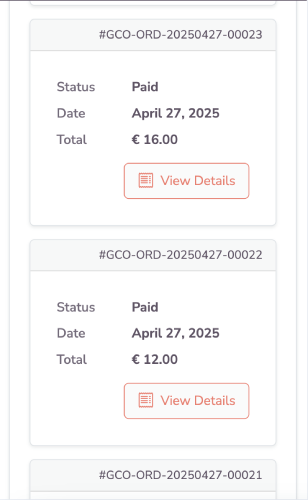 #GCO-ORD-20250427-00023
Status Paid
Date April 27, 2025
Total € 16.00
View Details
#GCO-ORD-20250427-00022
Status Paid
Date April 27, 2025
Total € 12.00
View Details
#GCO-ORD-20250427-00021